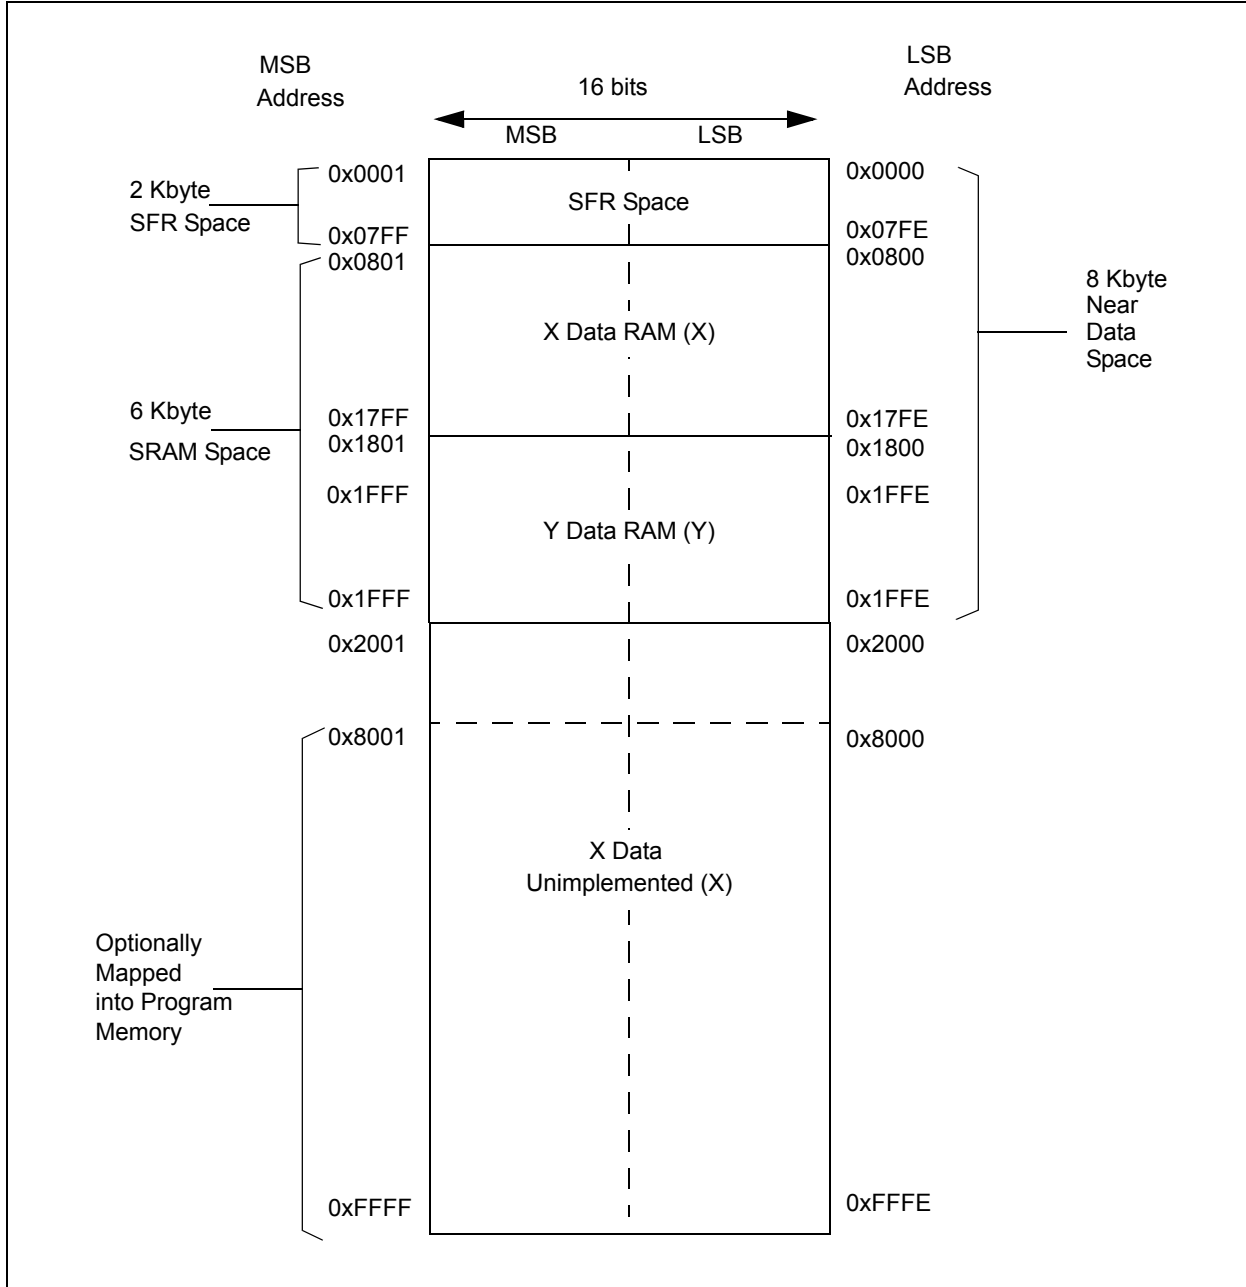 MSB
Address
LSB
Address
16 bits
MSB
LSB
2 Kbyte
SFR Space
0x0001
0x07FF
0x0801
SFR Space
0x0000
0x07FE
0x0800
8 Kbyte
Near
Data
Space
X Data RAM (X)
6 Kbyte
SRAM Space
0x17FF
0x1801
0x17FE
0x1800
0x1FFF
0x1FFE
Y Data RAM (Y)
0x1FFF
0x1FFE
0x2001
0x2000
0x8001
0x8000
X Data
Unimplemented (X)
Optionally
Mapped
into Program
Memory
0xFFFF
0xFFFE